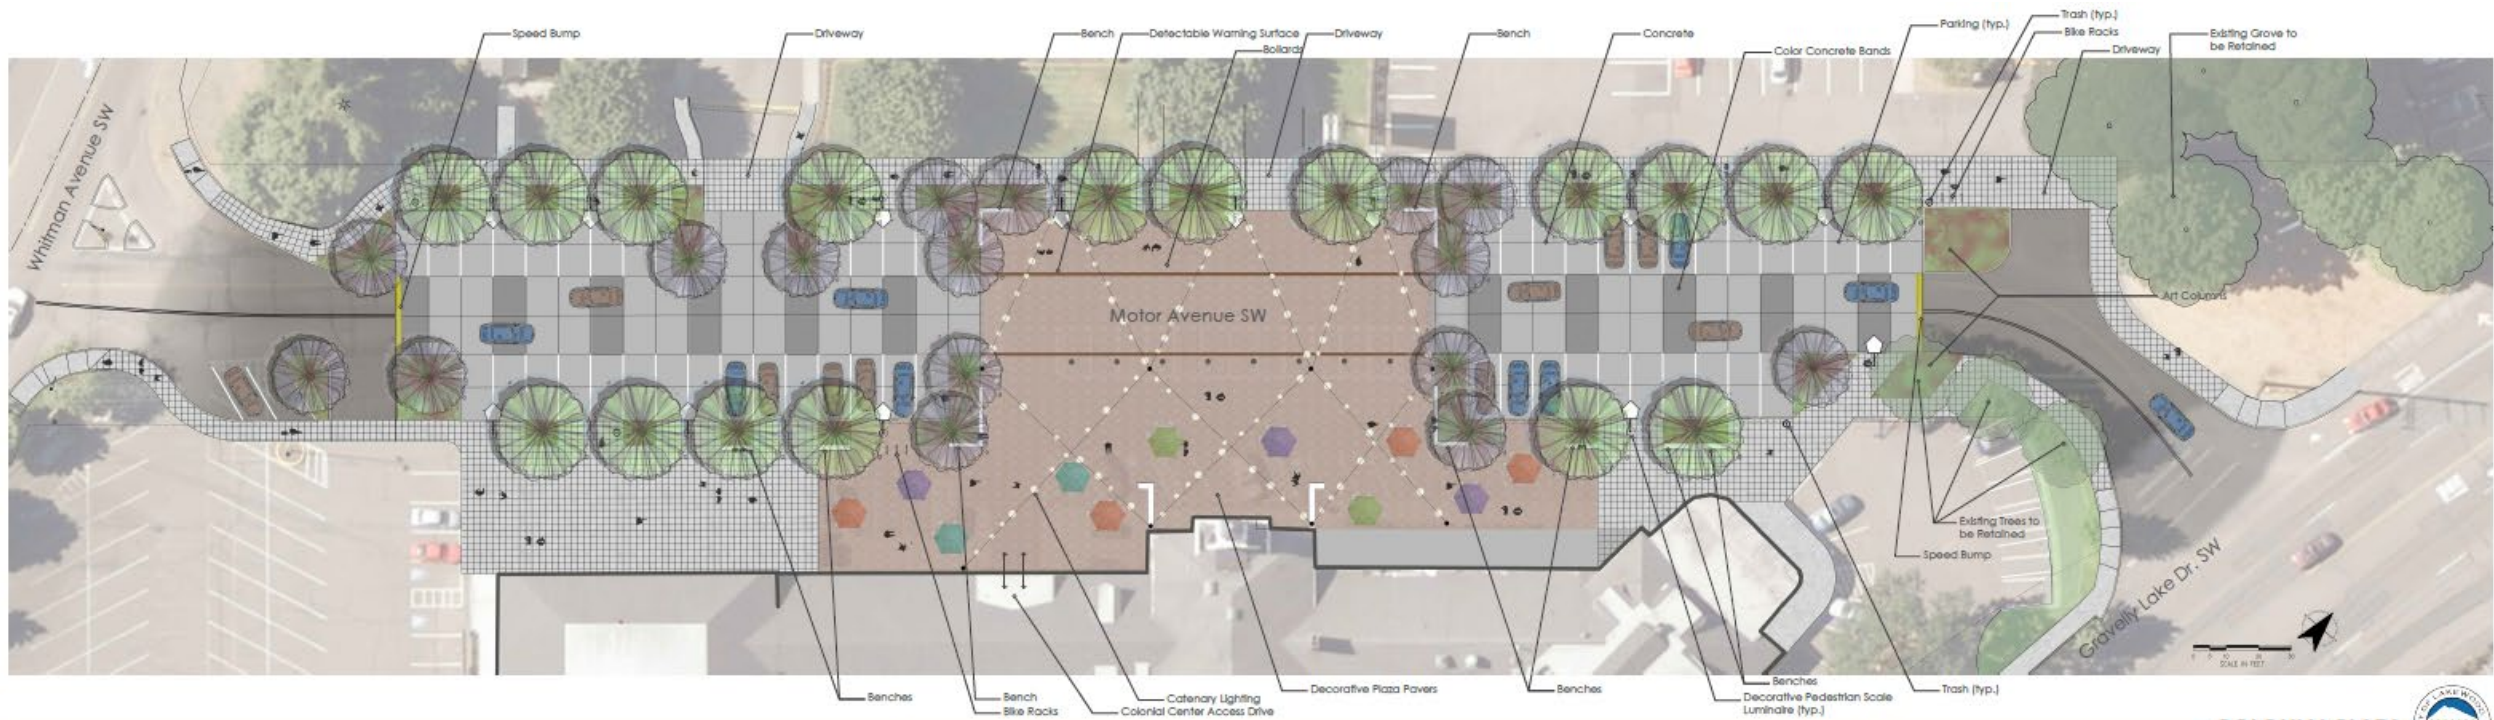 Speed Bump
Driveway
Bench
Detectable Warning Surface
Bollards
Driveway
Bench
Concrete
Color Concrete Bands
Parking (typ.)
Trash (typ.)
Bike Racks
Driveway
Existing Grove to
be Retained
Whitman Avenue SW
Motor Avenue SW
Art Columns
Existing Trees to
be Retained
Speed Bump
Gravelly Lake Dr. SW
SCALE IN FEET
Benches
Bench
Bike Racks
Catenary Lighting
Colonial Center Access Drive
Decorative Plaza Pavers
Benches
Benches
Decorative Pedestrian Scale
Luminaire (typ.)
Trash (typ.)
OF LAKEWOOD